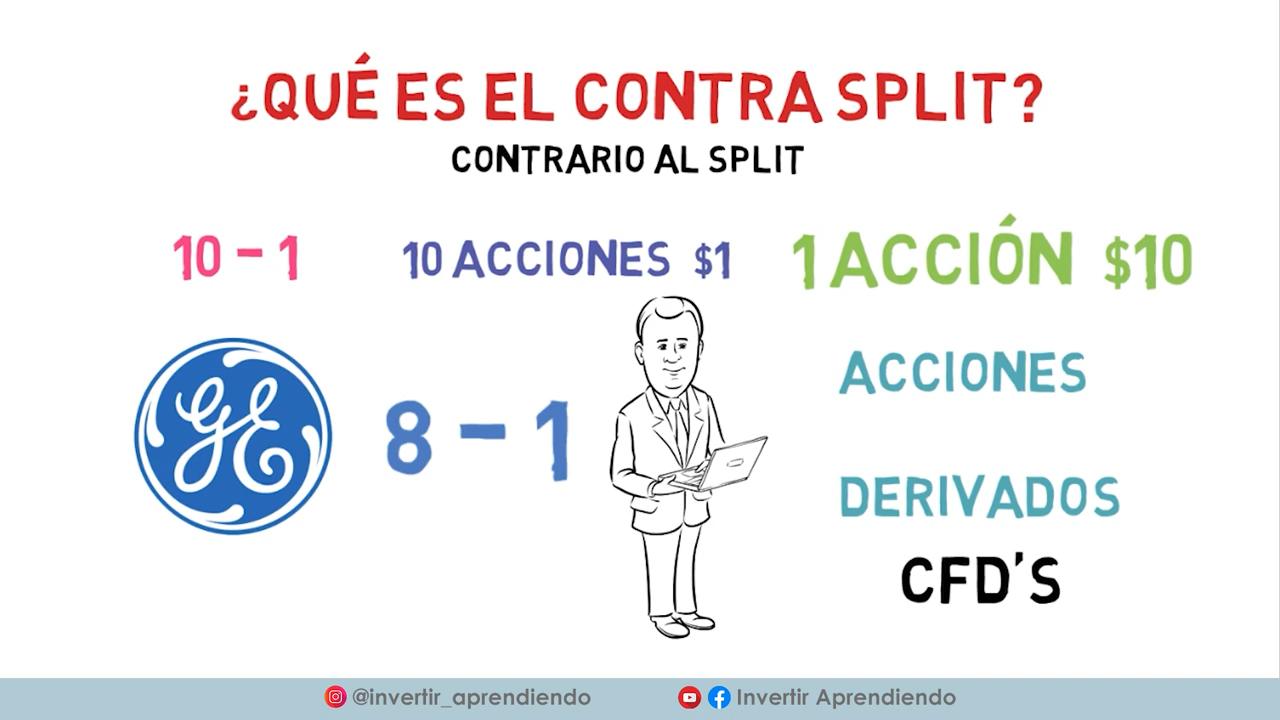 ¿QUÉ ES EL CONTRA SPLIT?
CONTRARIO AL SPLIT
10 - 1
10 ACCIONES $1
1 ACCIÓN $10
GE
8 - 1
ACCIONES
DERIVADOS
CFD'S
@invertir_aprendiendo
Invertir Aprendiendo